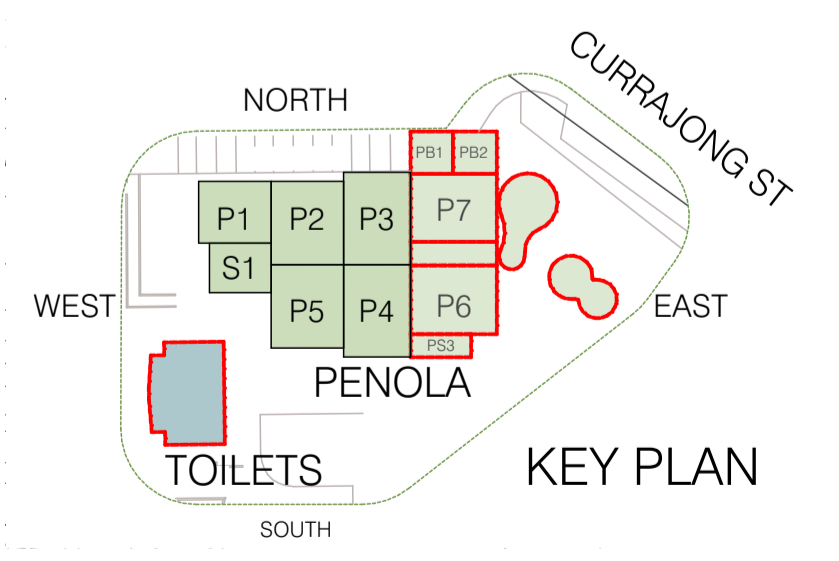 CURRAJONG ST
NORTH
PB1 PB2
P1 P2 P3 P7
S1
WEST
P5 P4 P6
EAST
PS3
PENOLA
TOILETS
KEY PLAN
SOUTH